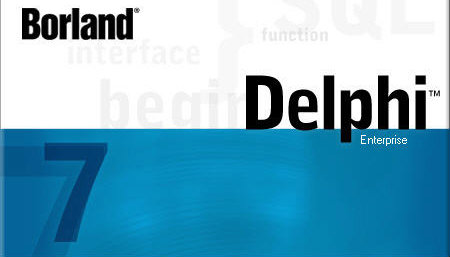 Borland®
SQL
function
interface
{
begin
Delphi™
Enterprise
7